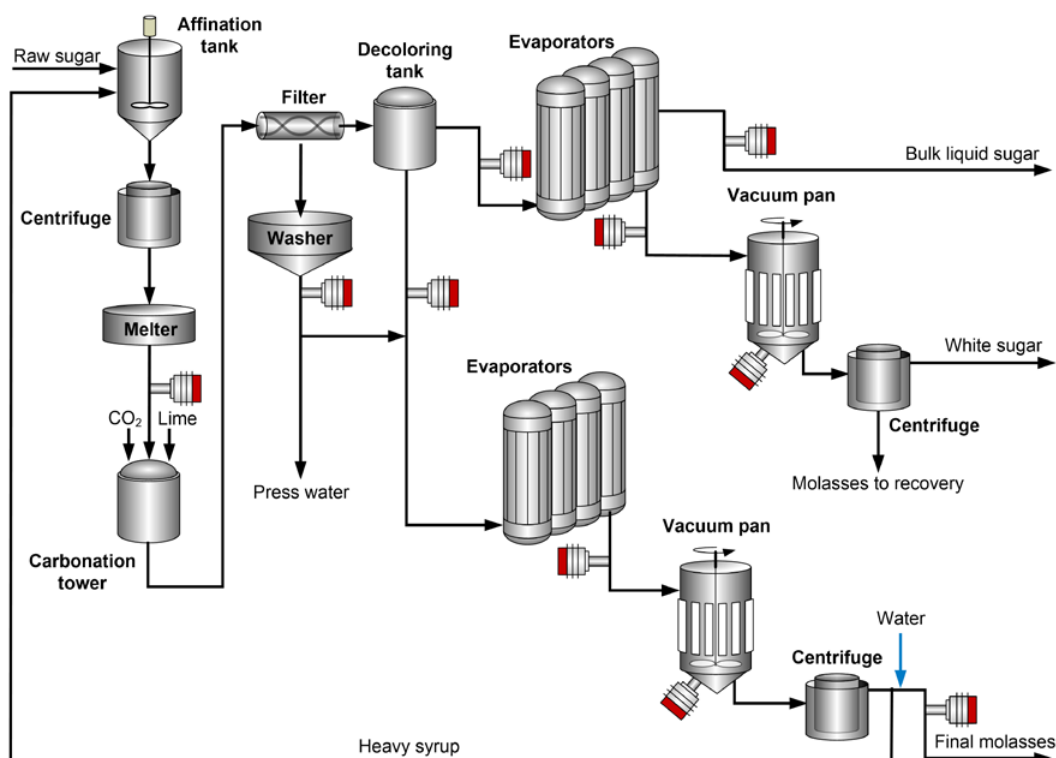 Affination
tank
Raw sugar
Decoloring
tank
Evaporators
Filter
Bulk liquid sugar
Centrifuge
Washer
Vacuum pan
Melter
White sugar
CO₂
Lime
Evaporators
Centrifuge
Press water
Molasses to recovery
Carbonation
tower
Vacuum pan
Water
Centrifuge
Heavy syrup
Final molasses